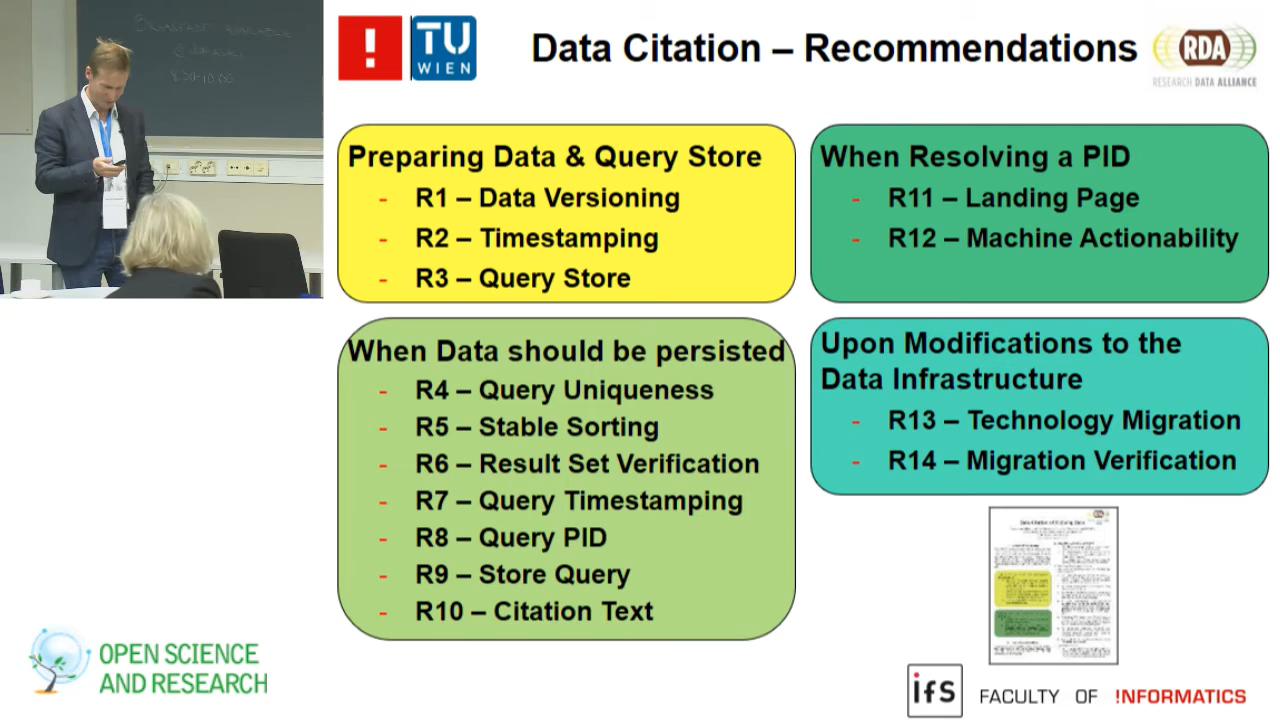 BREAKFAST AVAILABLE
!
TU
WIEN
Data Citation – Recommendations
RDA
RESEARCH DATA ALLIANCE
Preparing Data & Query Store
- R1 – Data Versioning
- R2 – Timestamping
- R3 – Query Store
When Data should be persisted
- R4 – Query Uniqueness
- R5 – Stable Sorting
- R6 – Result Set Verification
- R7 – Query Timestamping
- R8 – Query PID
- R9 – Store Query
- R10 – Citation Text
When Resolving a PID
- R11 – Landing Page
- R12 – Machine Actionability
Upon Modifications to the
Data Infrastructure
- R13 – Technology Migration
- R14 – Migration Verification
OPEN SCIENCE
AND RESEARCH
ifs
FACULTY OF !NFORMATICS